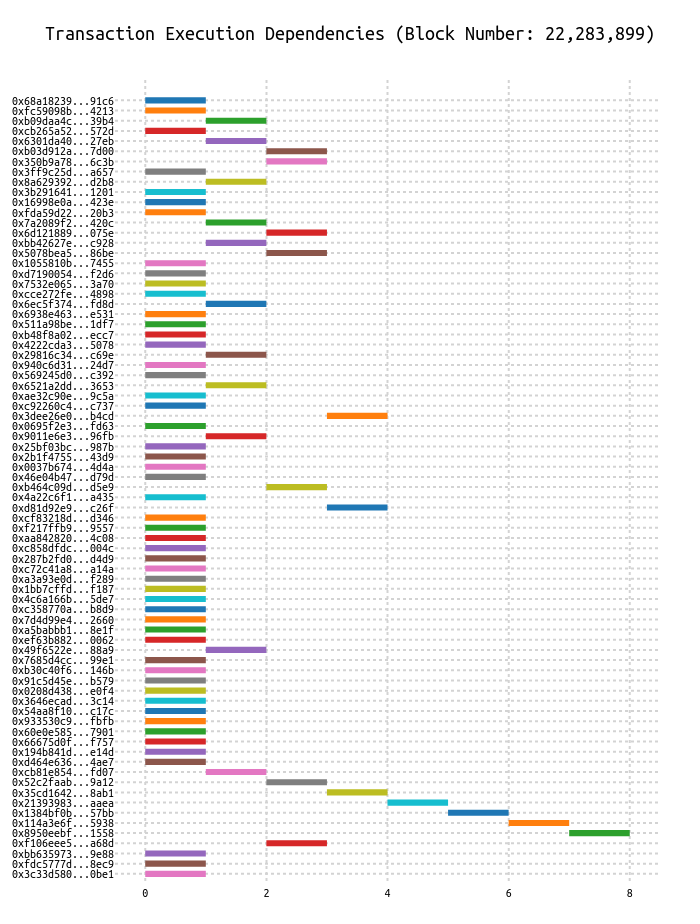 Transaction Execution Dependencies (Block Number: 22,283,899)
0x68a18239...91c6
0xfc59098b...4213
0xb09daa4c...39b4
0xcb265a52...572d
0x6301da40...27eb
0xb03d912a...7d00
0x350b9a78...6c3b
0x3ff9c25d...a657
0x8a629392...d2b8
0x3b291641...1201
0x16998e0a...423e
0xfda59d22...20b3
0x7a2089f2...420c
0x6d121889...075e
0xbb42627e...c928
0x5078bea5...86be
0x1055810b...7455
0xd7190054...f2d6
0x7532e065...3a70
0xcce272fe...4898
0x6ec5f374...fd8d
0x6938e463...e531
0x511a98be...1df7
0xb48f8a02...ecc7
0x4222cda3...5078
0x29816c34...c69e
0x940c6d31...24d7
0x569245d0...c392
0x6521a2dd...3653
0xae32c90e...9c5a
0xc92260c4...c737
0x3dee26e0...b4cd
0x0695f2e3...fd63
0x9011e6e3...96fb
0x25bf03bc...987b
0x2b1f4755...43d9
0x0037b674...4d4a
0x46e04b47...d79d
0xb464c09d...d5e9
0x4a22c6f1...a435
0xd81d92e9...c26f
0xcf83218d...d346
0xf217ffb9...9557
0xaa842820...4c08
0xc858dfdc...004c
0x287b2fd0...d4d9
0xc72c41a8...a14a
0xa3a93e0d...f289
0x1bb7cffd...f187
0x4c6a166b...5de7
0xc358770a...b8d9
0x7d4d99e4...2660
0xa5babbb1...8e1f
0xef63b882...0062
0x49f6522e...88a9
0x7685d4cc...99e1
0xb30c40f6...146b
0x91c5d45e...b579
0x0208d438...e0f4
0x3646ecad...3c14
0x54aa8f10...c17c
0x933530c9...fbfb
0x60e0e585...7901
0x66675d0f...f757
0x194b841d...e14d
0xd464e636...4ae7
0xcb81e854...fd07
0x52c2faab...9a12
0x35cd1642...8ab1
0x21393983...aaea
0x1384bf0b...57bb
0x114a3e6f...5938
0x8950eebf...1558
0xf106eee5...a68d
0xbb635973...9e88
0xfdc5777d...8ec9
0x3c33d580...0be1
0 2 4 6 8